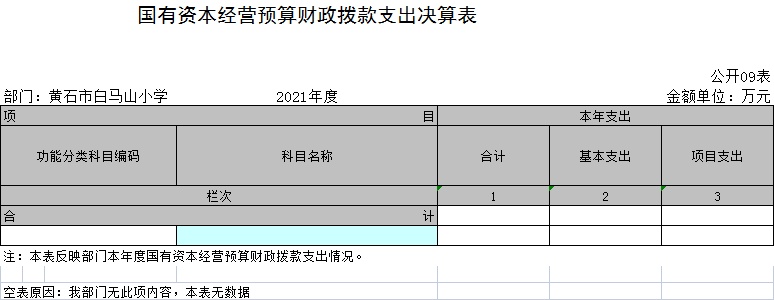 国有资本经营预算财政拨款支出决算表
公开09表
部门：黄石市白马山小学 2021年度 金额单位：万元
项 目 本年支出
功能分类科目编码 科目名称 合计 基本支出 项目支出
栏次 1 2 3
合 计
注：本表反映部门本年度国有资本经营预算财政拨款支出情况。
空表原因：我部门无此项内容，本表无数据